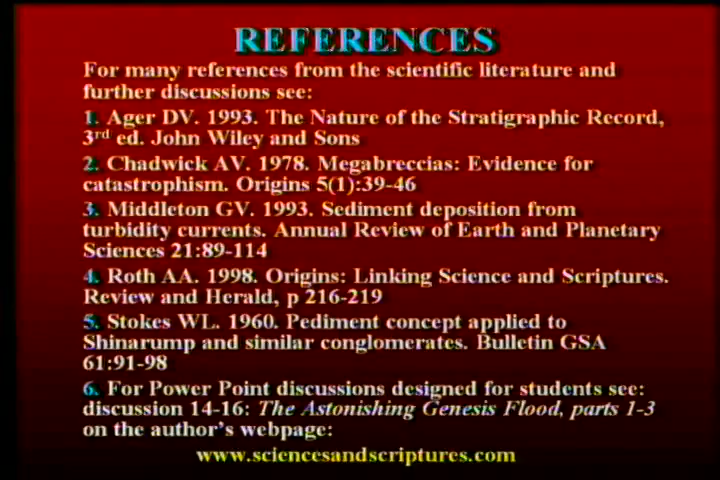 REFERENCES
For many references from the scientific literature and
further discussions see:
1. Ager DV. 1993. The Nature of the Stratigraphic Record,
3rd ed. John Wiley and Sons
2. Chadwick AV. 1978. Megabreccias: Evidence for
catastrophism. Origins 5(1):39-46
3. Middleton GV. 1993. Sediment deposition from
turbidity currents. Annual Review of Earth and Planetary
Sciences 21:89-114
4. Roth AA. 1998. Origins: Linking Science and Scriptures.
Review and Herald, p 216-219
5. Stokes WL. 1960. Pediment concept applied to
Shinarump and similar conglomerates. Bulletin GSA
61:91-98
6. For Power Point discussions designed for students see:
discussion 14-16: The Astonishing Genesis Flood, parts 1-3
on the author's webpage:
www.sciencesandscriptures.com